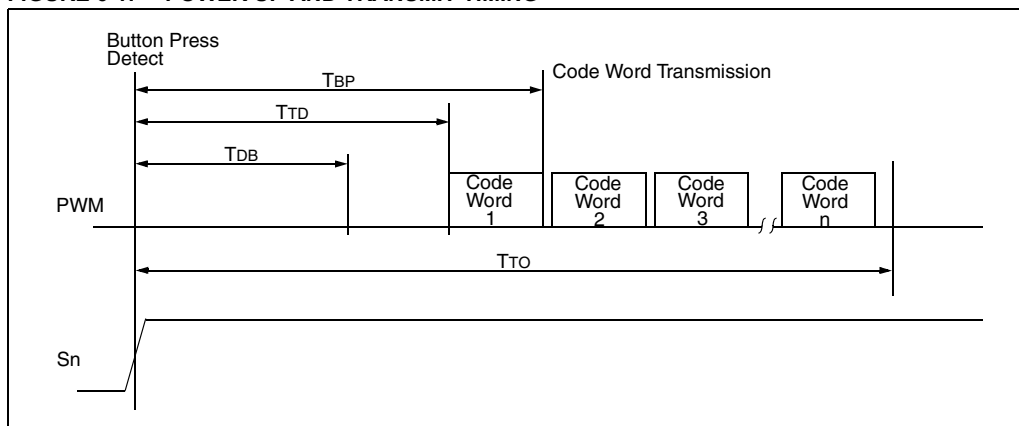 Button Press
Detect
TBP
Code Word Transmission
TTD
TDB
PWM
Code
Word
1
Code
Word
2
Code
Word
3
Code
Word
n
TTO
Sn